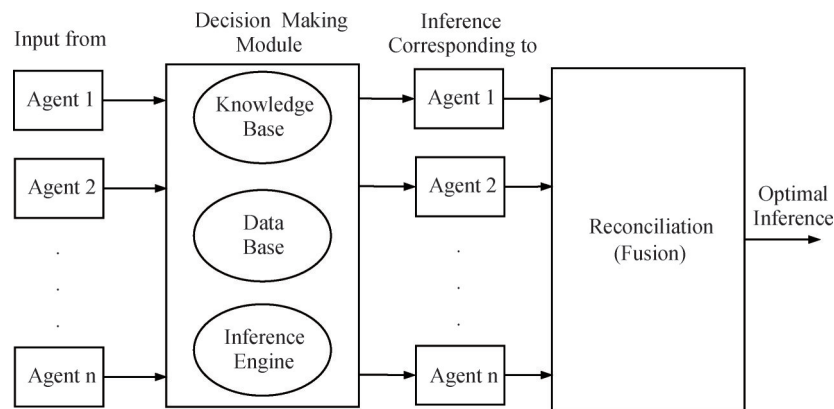 Input from
Decision Making
Module
Inference
Corresponding to
Agent 1
Knowledge
Base
Agent 1
Agent 2
Agent 2
Data
Base
Reconciliation
(Fusion)
Optimal
Inference
Agent n
Inference
Engine
Agent n